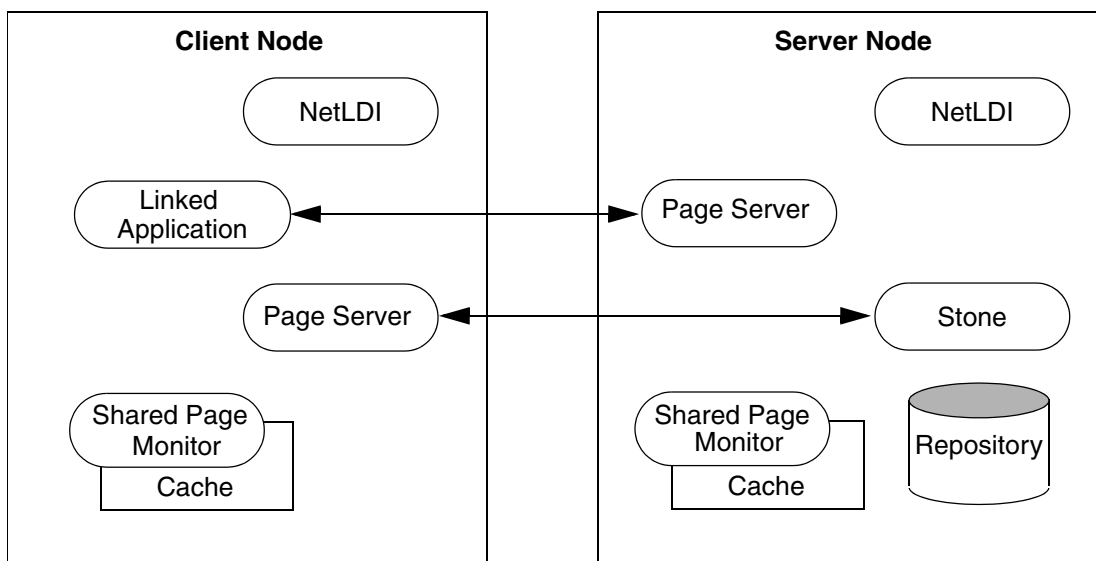 Client Node
NetLDI
Linked
Application
Page Server
Shared Page
Monitor
Cache
Server Node
NetLDI
Page Server
Stone
Shared Page
Monitor
Cache
Repository